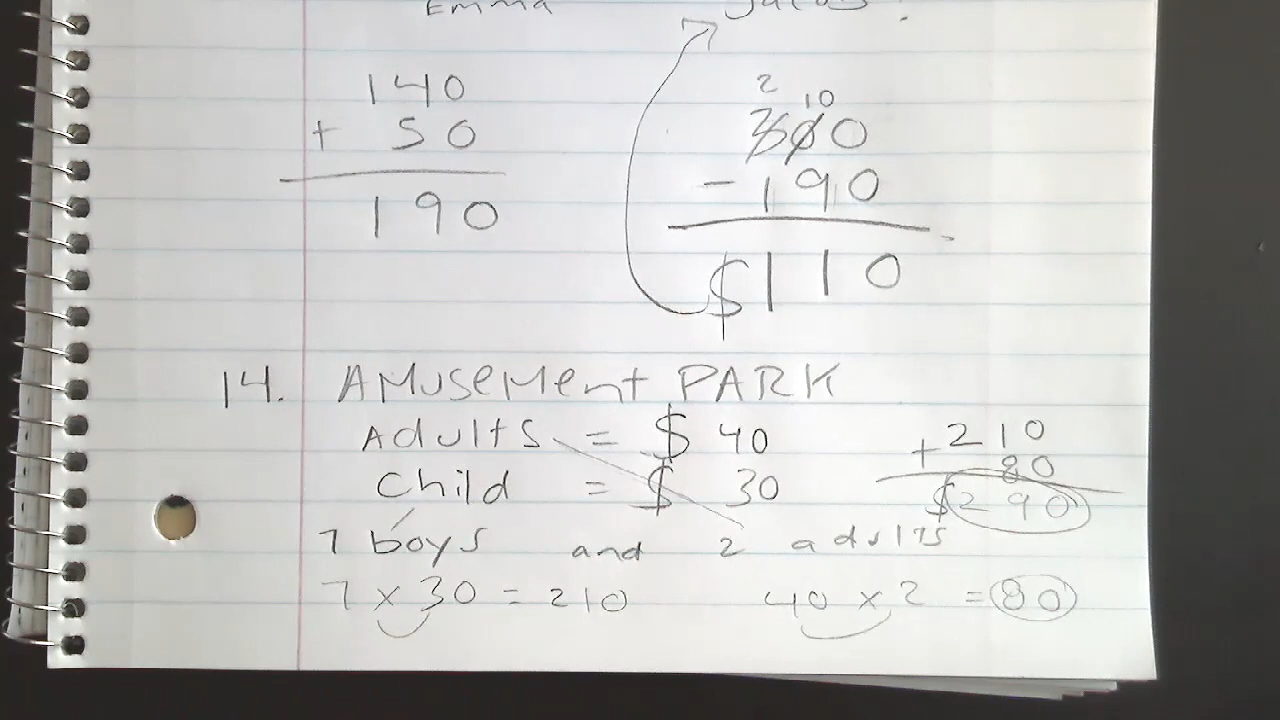 Emma
140
+ 50
190
2
10
300
- 190
$110
14. AMUSEMENT PARK
Adults = $ 40
Child = $ 30
+ 210
80
$290
7 boys and 2 adults
7 x 30 = 210 40 x 2 = 80